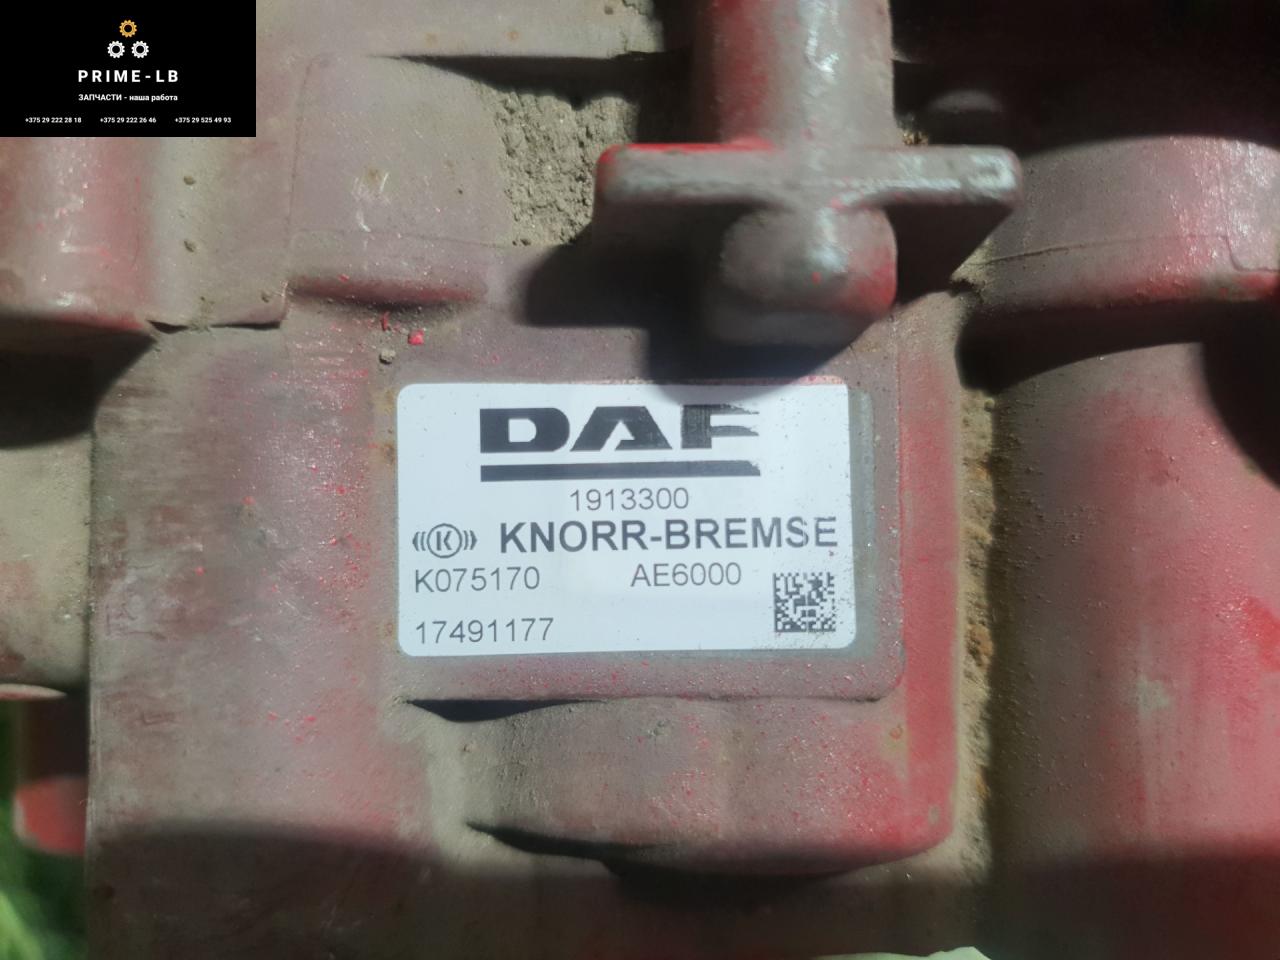 PRIME-LB
ЗАПЧАСТИ - наша работа
+375 29 222 28 18 +375 29 222 26 46 +375 29 525 49 93
DAF
1913300
((K)) KNORR-BREMSE
K075170 AE6000
17491177